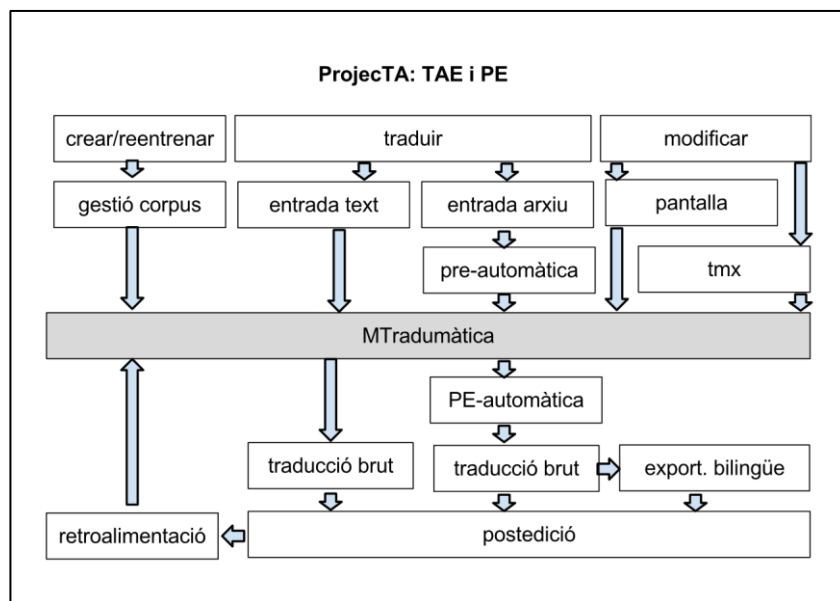 ProjecTA: TAE i PE
crear/reentrenar
traduir
modificar
gestió corpus
entrada text
entrada arxiu
pantalla
pre-automàtica
tmx
MTradumàtica
PE-automàtica
traducció brut
traducció brut
export. bilingüe
retroalimentació
postedició